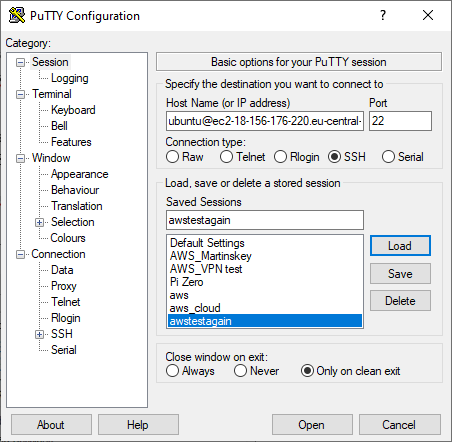 PuTTY Configuration
?
Category:
Session
Logging
Terminal
Keyboard
Bell
Features
Window
Appearance
Behaviour
Translation
Selection
Colours
Connection
Data
Proxy
Telnet
Rlogin
SSH
Serial
Basic options for your PuTTY session
Specify the destination you want to connect to
Host Name (or IP address) Port
ubuntu@ec2-18-156-176-220.eu-central- 22
Connection type:
Raw Telnet Rlogin SSH Serial
Load, save or delete a stored session
Saved Sessions
awstestagain
Default Settings
AWS_Martinskey
AWS_VPN test
Pi Zero
aws
aws_cloud
awstestagain
Load
Save
Delete
Close window on exit:
Always Never Only on clean exit
About Help Open Cancel